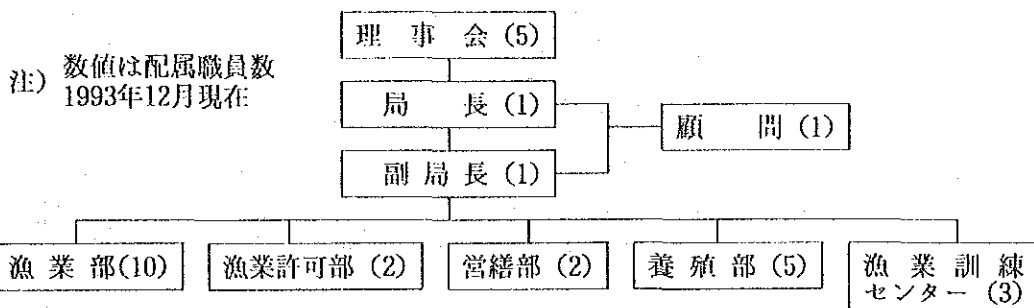 理事会 (5)
注) 数値は配属職員数
1993年12月現在
局長 (1)
顧問 (1)
副局長 (1)
漁業部(10)
漁業許可部 (2)
営繕部 (2)
養殖部 (5)
漁業訓練
センター (3)